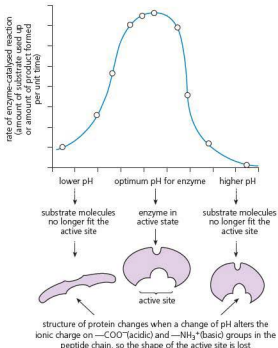 rate of enzyme-catalysed reaction
(amount of substrate used up
or amount of product formed
per unit time)
lower pH
optimum pH for enzyme
higher pH
substrate molecules
no longer fit the
active site
enzyme in
active state
substrate molecules
no longer fit the
active site
active site
structure of protein changes when a change of pH alters the
ionic charge on —COO⁻(acidic) and —NH₃⁺(basic) groups in the
peptide chain, so the shape of the active site is lost